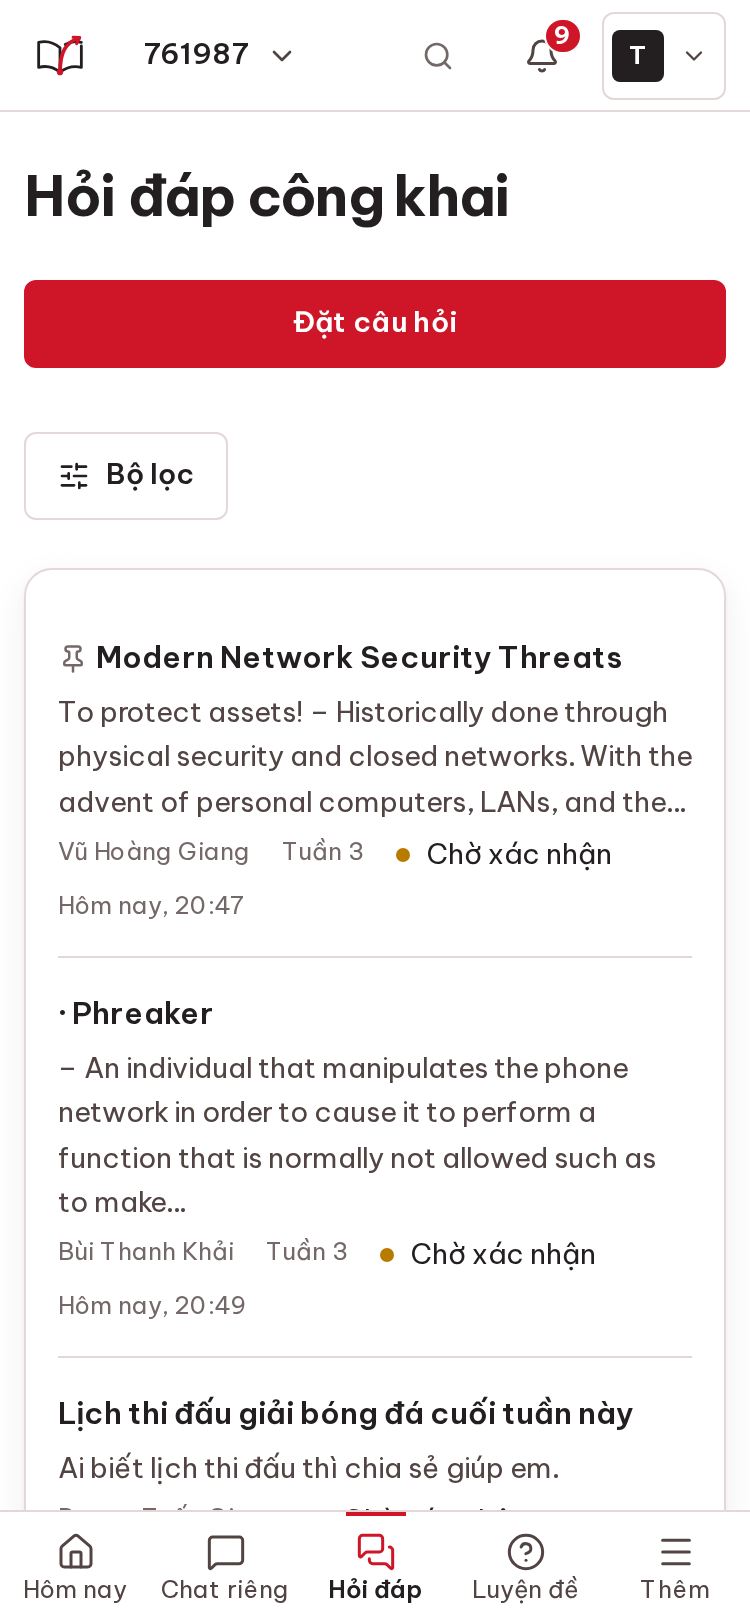 761987
9
T
Hỏi đáp công khai
Đặt câu hỏi
Bộ lọc
Modern Network Security Threats
To protect assets! – Historically done through
physical security and closed networks. With the
advent of personal computers, LANs, and the...
Vũ Hoàng Giang Tuần 3 Chờ xác nhận
Hôm nay, 20:47
· Phreaker
– An individual that manipulates the phone
network in order to cause it to perform a
function that is normally not allowed such as
to make...
Bùi Thanh Khải Tuần 3 Chờ xác nhận
Hôm nay, 20:49
Lịch thi đấu giải bóng đá cuối tuần này
Ai biết lịch thi đấu thì chia sẻ giúp em.
Hôm nay Chat riêng Hỏi đáp Luyện đề Thêm